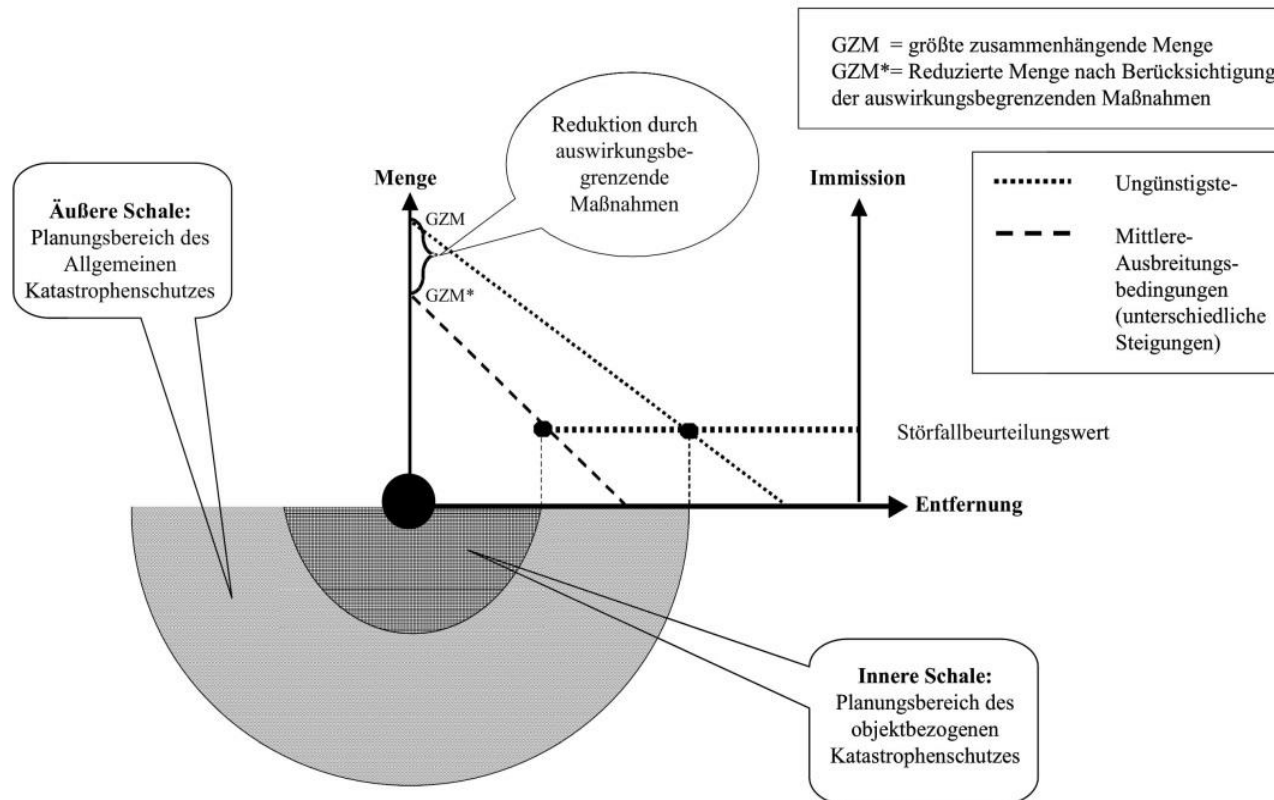 GZM = größte zusammenhängende Menge
GZM*= Reduzierte Menge nach Berücksichtigung
der auswirkungsbegrenzenden Maßnahmen
Reduktion durch
auswirkungsbe-
grenzende
Maßnahmen
Menge
Immission
Ungünstigste-
Mittlere-
Ausbreitungs-
bedingungen
(unterschiedliche
Steigungen)
Äußere Schale:
Planungsbereich des
Allgemeinen
Katastrophenschutzes
GZM
GZM*
Störfallbeurteilungswert
Entfernung
Innere Schale:
Planungsbereich des
objektbezogenen
Katastrophenschutzes